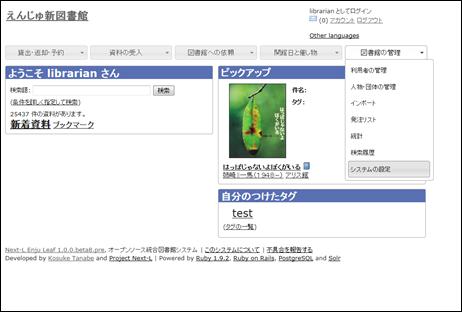 えんじゅ新図書館
librarian としてログイン
(0) アカウント ログアウト
Other languages
貸出・返却・予約
資料の受入
図書館への依頼
開館日と催し物
図書館の管理
利用者の管理
人物・団体の管理
インポート
発注リスト
統計
検索履歴
システムの設定
ようこそ librarian さん
検索語:
検索
(条件を詳しく指定して検索)
25437 件の資料があります。
新着資料 ブックマーク
ピックアップ
件名:
タグ:
はっぱじゃないよぼくがいる
姉崎一馬(1948-) アリス館
自分のつけたタグ
test
(タグの一覧)
Next-L Enju Leaf 1.0.0.beta8.pre, オープンソース統合図書館システム | このシステムについて | 不具合を報告する
Developed by Kosuke Tanabe and Project Next-L | Powered by Ruby 1.9.2, Ruby on Rails, PostgreSQL and Solr